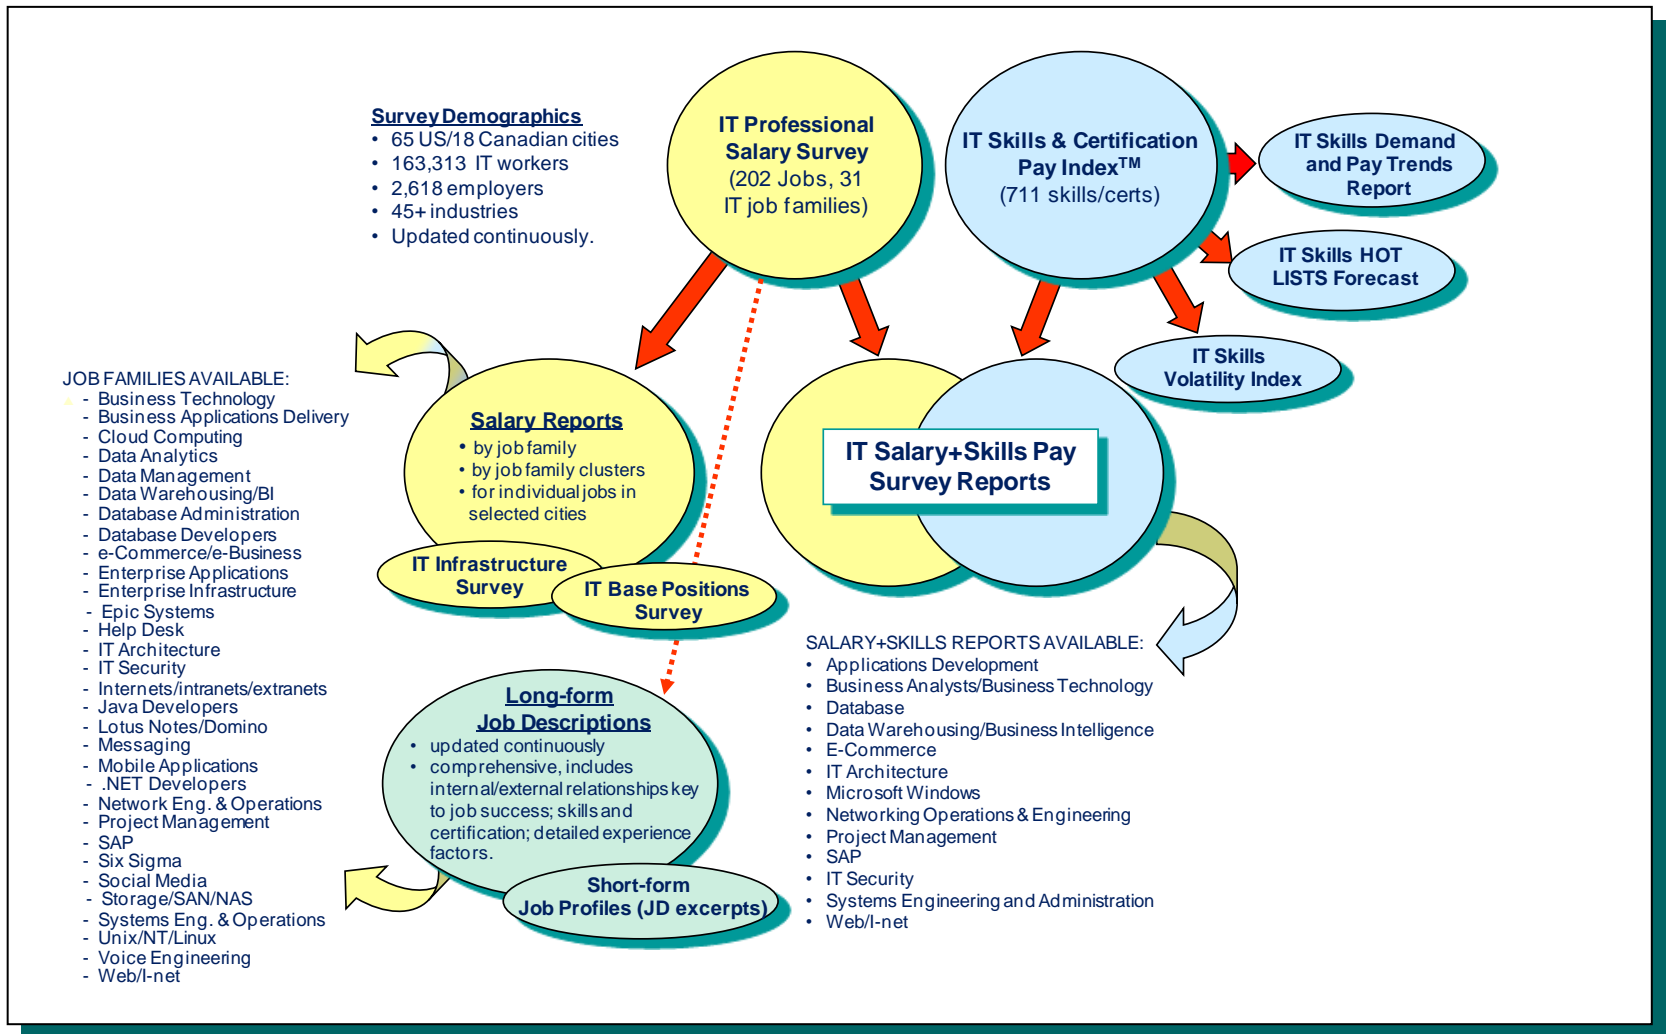 Survey Demographics
• 65 US/18 Canadian cities
• 163,313 IT workers
• 2,618 employers
• 45+ industries
• Updated continuously.
IT Professional
Salary Survey
(202 Jobs, 31
IT job families)
IT Skills & Certification
Pay Index™
(711 skills/certs)
IT Skills Demand
and Pay Trends
Report
IT Skills HOT
LISTS Forecast
IT Skills
Volatility Index
JOB FAMILIES AVAILABLE:
- Business Technology
- Business Applications Delivery
- Cloud Computing
- Data Analytics
- Data Management
- Data Warehousing/BI
- Database Administration
- Database Developers
- e-Commerce/e-Business
- Enterprise Applications
- Enterprise Infrastructure
- Epic Systems
- Help Desk
- IT Architecture
- IT Security
- Internets/intranets/extranets
- Java Developers
- Lotus Notes/Domino
- Messaging
- Mobile Applications
- .NET Developers
- Network Eng. & Operations
- Project Management
- SAP
- Six Sigma
- Social Media
- Storage/SAN/NAS
- Systems Eng. & Operations
- Unix/NT/Linux
- Voice Engineering
- Web/I-net
Salary Reports
• by job family
• by job family clusters
• for individual jobs in
selected cities
IT Infrastructure
Survey
IT Base Positions
Survey
IT Salary+Skills Pay
Survey Reports
Long-form
Job Descriptions
• updated continuously
• comprehensive, includes
internal/external relationships key
to job success; skills and
certification; detailed experience
factors.
Short-form
Job Profiles (JD excerpts)
SALARY+SKILLS REPORTS AVAILABLE:
• Applications Development
• Business Analysts/Business Technology
• Database
• Data Warehousing/Business Intelligence
• E-Commerce
• IT Architecture
• Microsoft Windows
• Networking Operations & Engineering
• Project Management
• SAP
• IT Security
• Systems Engineering and Administration
• Web/I-net